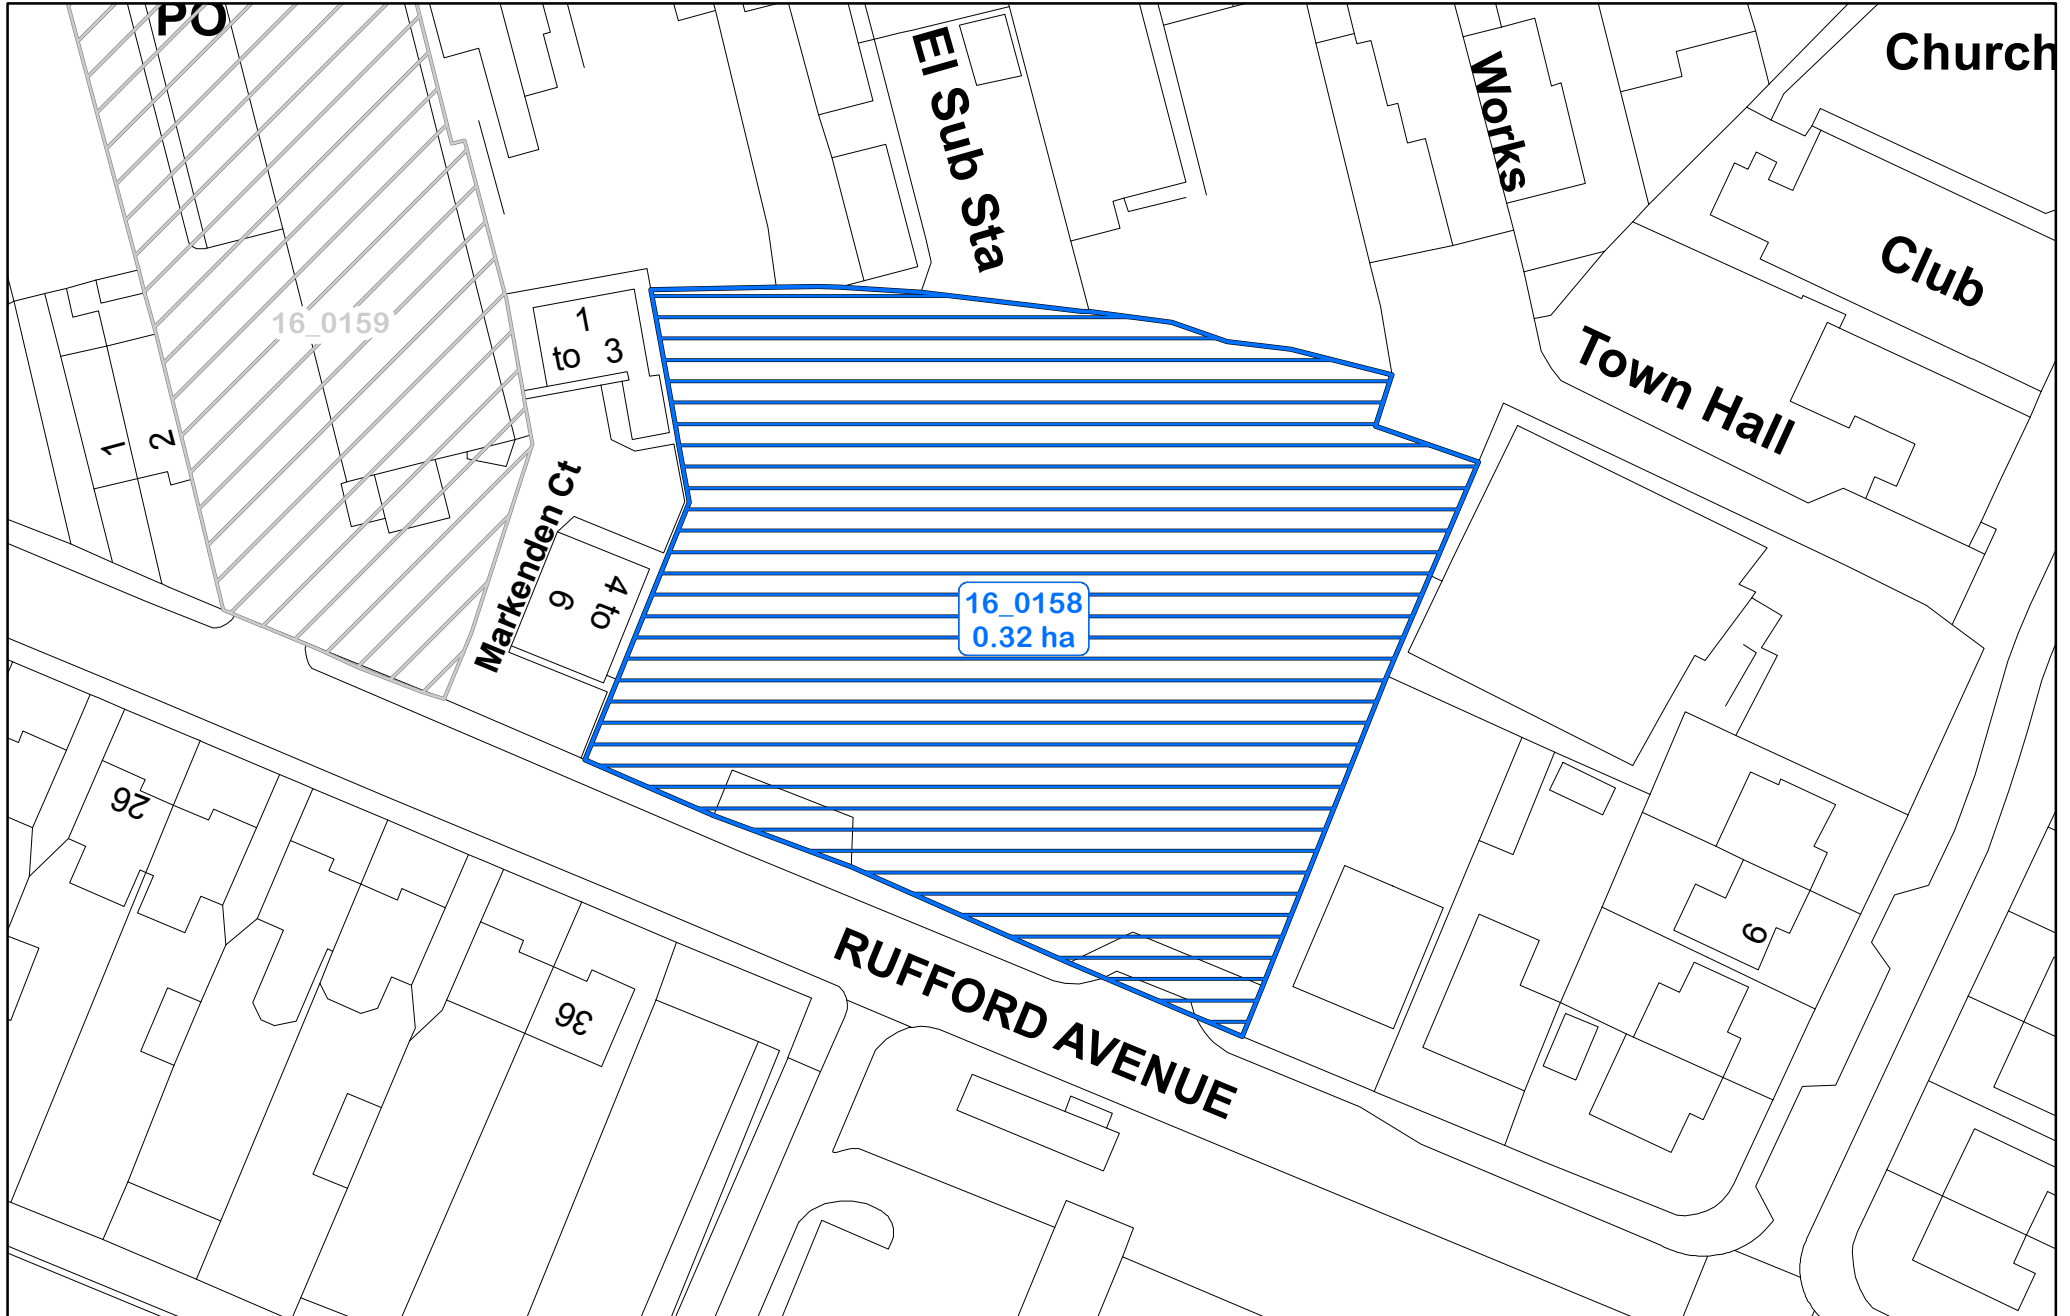 PO
El Sub Sta
Works
Church
Club
Town Hall
16_0159
1
to 3
1
2
Markenden Ct
4 to
6
16_0158
0.32 ha
26
36
9
RUFFORD AVENUE